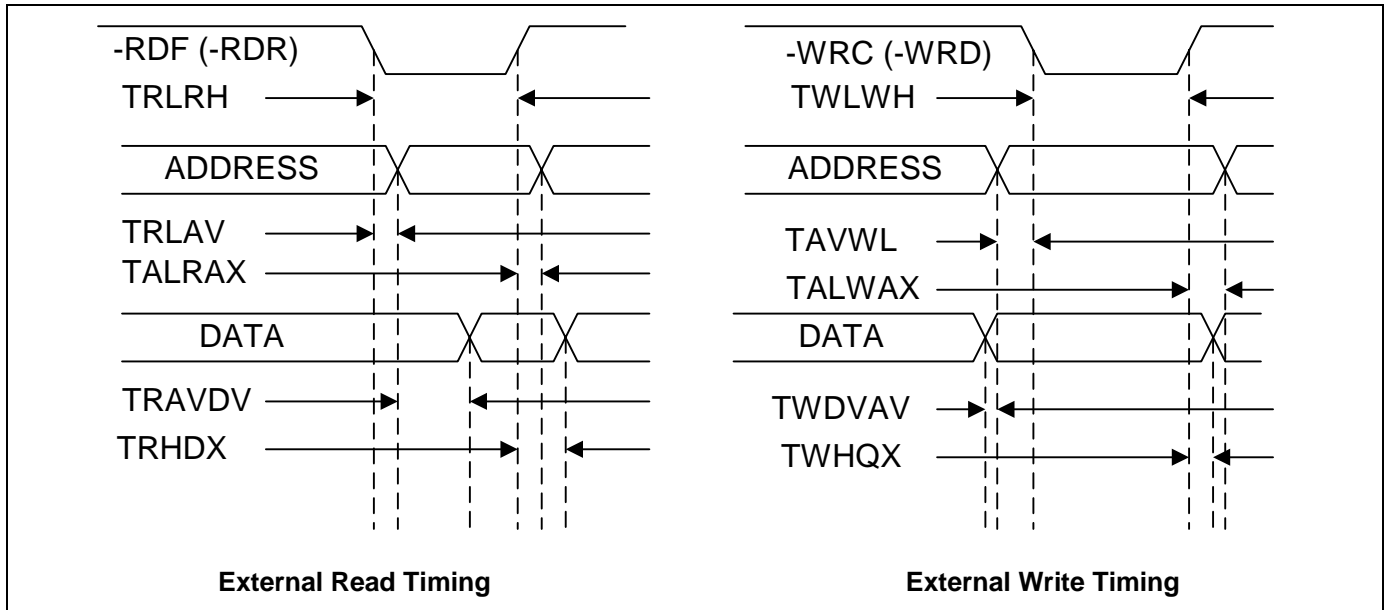 -RDF (-RDR)
TRLRH
ADDRESS
TRLAV
TALRAX
DATA
TRAVDV
TRHDX
External Read Timing
-WRC (-WRD)
TWLWH
ADDRESS
TAVWL
TALWAX
DATA
TWDVAV
TWHQX
External Write Timing